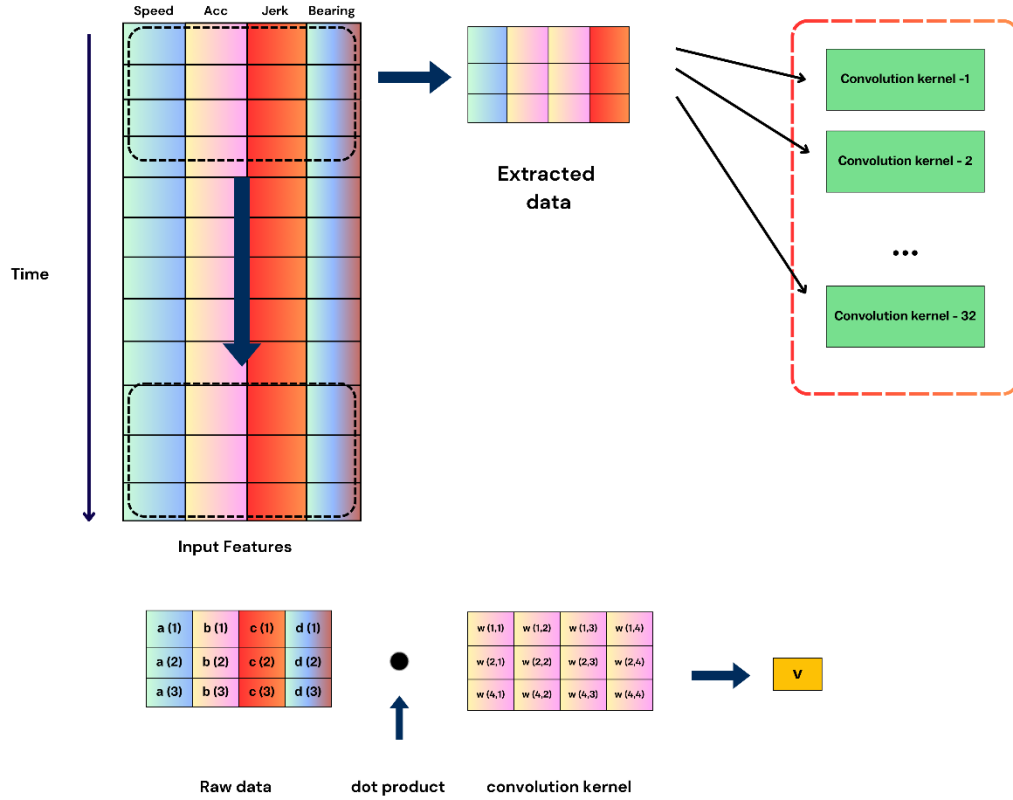 Speed Acc Jerk Bearing
Convolution kernel -1
Convolution kernel - 2
Extracted
data
...
Time
Convolution kernel - 32
Input Features
a (1) b (1) c (1) d (1) w (1,1) w (1,2) w (1,3) w (1,4)
a (2) b (2) c (2) d (2) w (2,1) w (2,2) w (2,3) w (2,4) V
a (3) b (3) c (3) d (3) w (4,1) w (4,2) w (4,3) w (4,4)
Raw data dot product convolution kernel